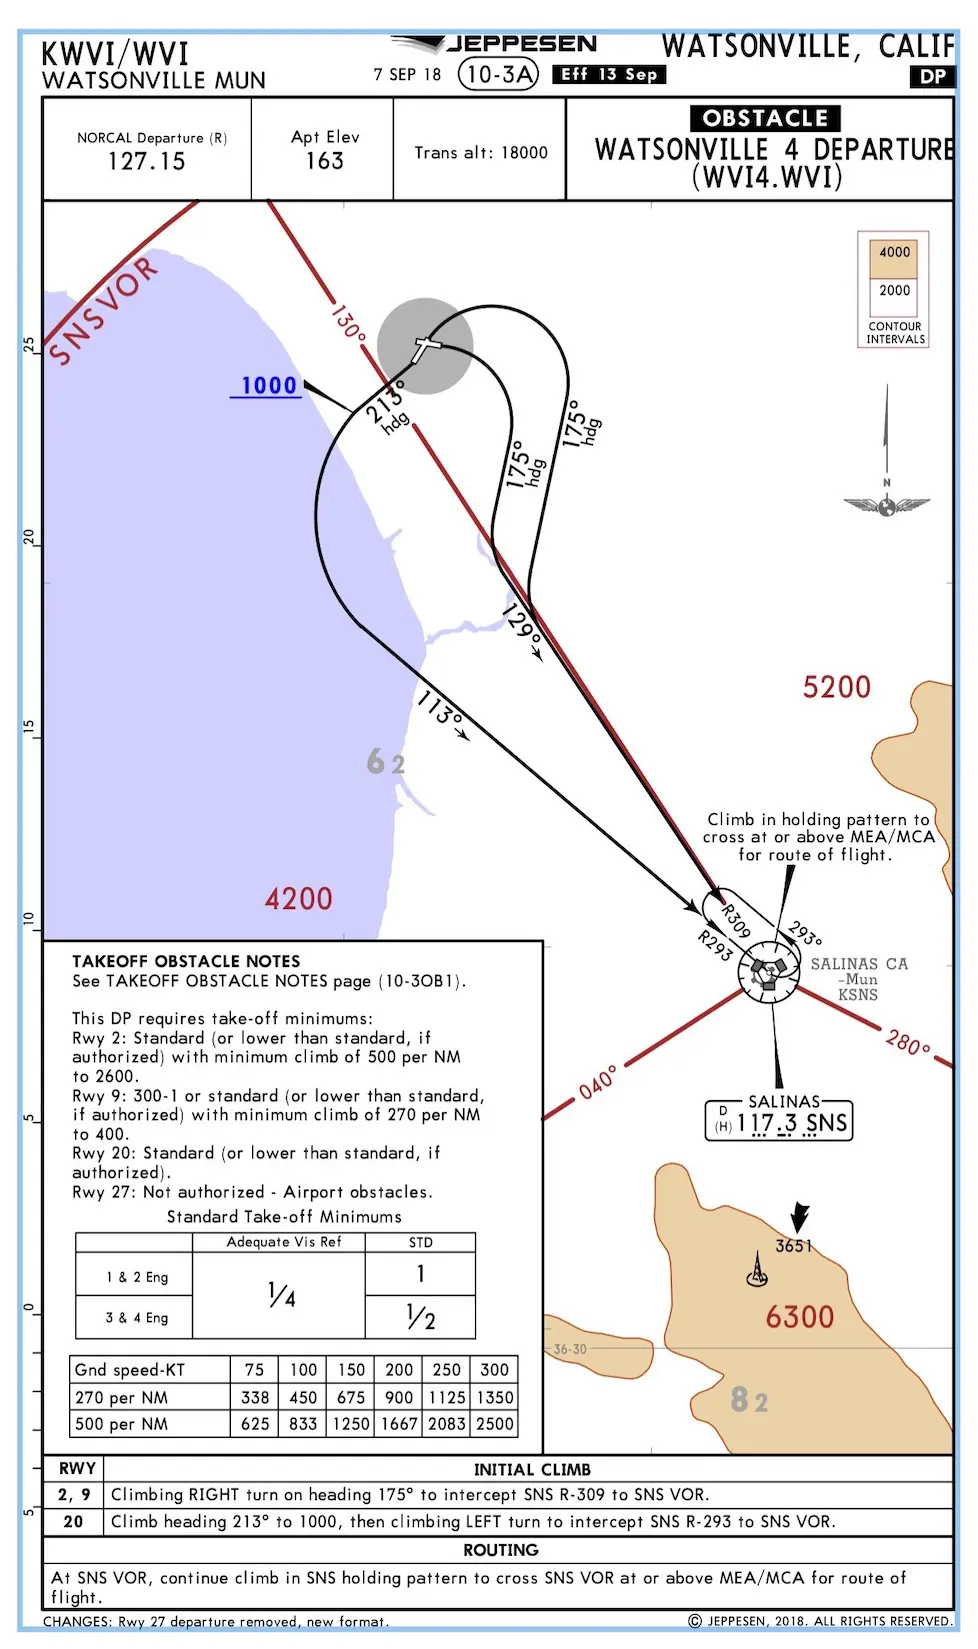 KWVI/WVI
WATSONVILLE MUN
JEPPESEN
7 SEP 18
10-3A
Eff 13 Sep
WATSONVILLE, CALIF
DP
NORCAL Departure (R)
127.15
Apt Elev
163
Trans alt: 18000
OBSTACLE
WATSONVILLE 4 DEPARTURE
(WVI4.WVI)
4000
2000
CONTOUR
INTERVALS
SNS VOR
130°
25
1000
213°
hdg
175°
hdg
175°
hdg
N
20
129°
5200
15
113°
62
Climb in holding pattern to
cross at or above MEA/MCA
for route of flight.
4200
10
R309
R293
293°
SALINAS CA
-Mun
KSNS
280°
040°
SALINAS
D
(H) 117.3 SNS
5
TAKEOFF OBSTACLE NOTES
See TAKEOFF OBSTACLE NOTES page (10-3OB1).
This DP requires take-off minimums:
Rwy 2: Standard (or lower than standard, if
authorized) with minimum climb of 500 per NM
to 2600.
Rwy 9: 300-1 or standard (or lower than standard,
if authorized) with minimum climb of 270 per NM
to 400.
Rwy 20: Standard (or lower than standard, if
authorized).
Rwy 27: Not authorized - Airport obstacles.
Standard Take-off Minimums
Adequate Vis Ref STD
1 & 2 Eng 1/4 1
3 & 4 Eng 1/2
3651
0
6300
36-30
82
Gnd speed-KT 75 100 150 200 250 300
270 per NM 338 450 675 900 1125 1350
500 per NM 625 833 1250 1667 2083 2500
5
RWY INITIAL CLIMB
2, 9 Climbing RIGHT turn on heading 175° to intercept SNS R-309 to SNS VOR.
20 Climb heading 213° to 1000, then climbing LEFT turn to intercept SNS R-293 to SNS VOR.
ROUTING
At SNS VOR, continue climb in SNS holding pattern to cross SNS VOR at or above MEA/MCA for route of
flight.
CHANGES: Rwy 27 departure removed, new format.
© JEPPESEN, 2018. ALL RIGHTS RESERVED.